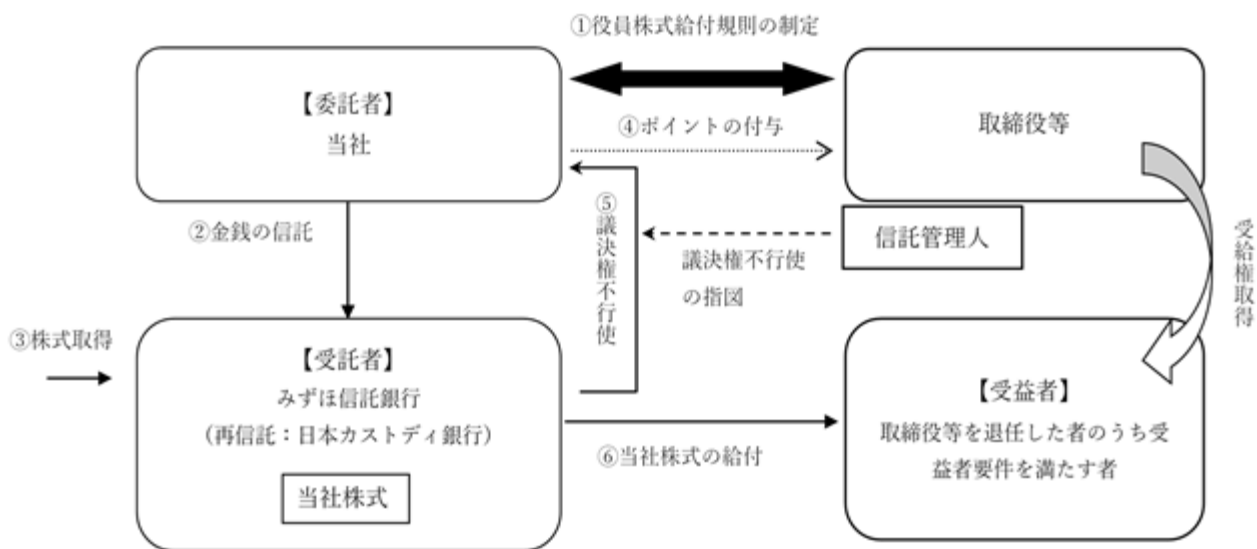 ①役員株式給付規則の制定
【委託者】
当社
④ポイントの付与
取締役等
②金銭の信託
⑤議決権不行使
議決権不行使
の指図
信託管理人
受給権取得
③株式取得
【受託者】
みずほ信託銀行
(再信託：日本カストディ銀行)
当社株式
⑥当社株式の給付
【受益者】
取締役等を退任した者のうち受
益者要件を満たす者